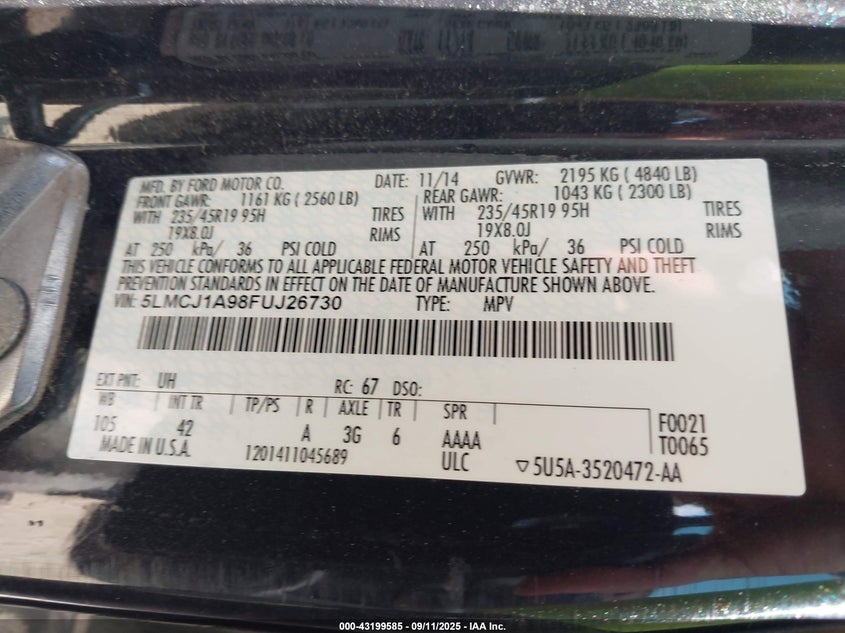 MFD. BY FORD MOTOR CO. DATE: 11/14 GVWR: 2195 KG ( 4840 LB)
FRONT GAWR: 1161 KG ( 2560 LB) REAR GAWR: 1043 KG ( 2300 LB)
WITH 235/45R19 95H TIRES WITH 235/45R19 95H TIRES
19X8.0J RIMS 19X8.0J RIMS
AT 250 kPa/ 36 PSI COLD AT 250 kPa/ 36 PSI COLD
THIS VEHICLE CONFORMS TO ALL APPLICABLE FEDERAL MOTOR VEHICLE SAFETY AND THEFT
PREVENTION STANDARDS IN EFFECT ON THE DATE OF MANUFACTURE SHOWN ABOVE.
VIN: 5LMCJ1A98FUJ26730 TYPE: MPV
EXT PNT: UH RC: 67 DSO:
WB INT TR TP/PS R AXLE TR SPR F0021
105 42 A 3G 6 AAAA T0065
MADE IN U.S.A. 1201411045689 ULC ▽5U5A-3520472-AA
000-43199585 - 09/11/2025 - IAA Inc.